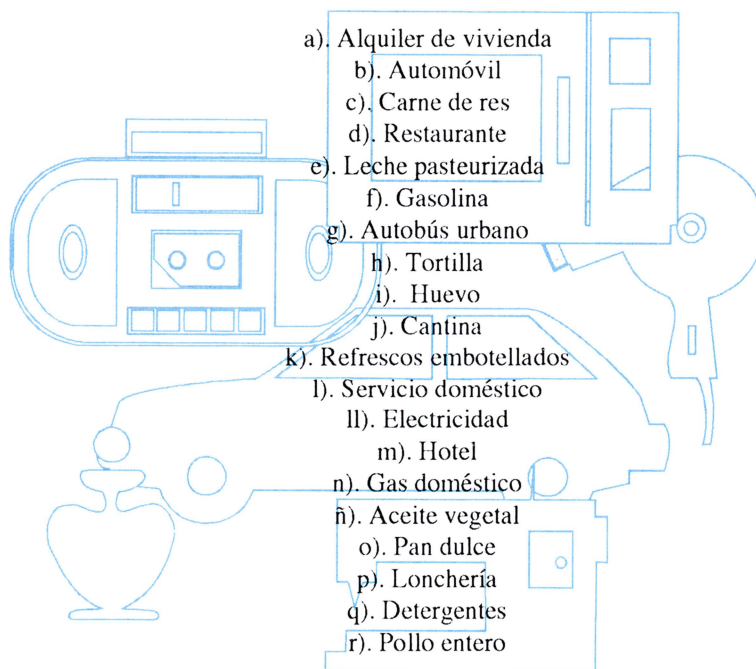 a). Alquiler de vivienda
b). Automóvil
c). Carne de res
d). Restaurante
e). Leche pasteurizada
f). Gasolina
g). Autobús urbano
h). Tortilla
i). Huevo
j). Cantina
k). Refrescos embotellados
l). Servicio doméstico
ll). Electricidad
m). Hotel
n). Gas doméstico
ñ). Aceite vegetal
o). Pan dulce
p). Lonchería
q). Detergentes
r). Pollo entero